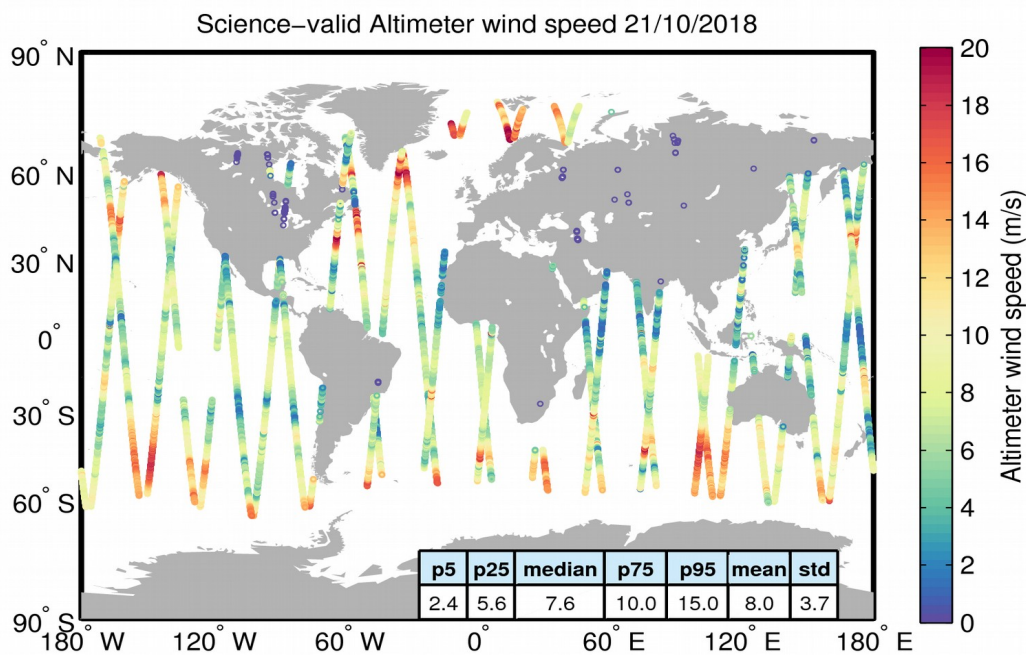 Science−valid Altimeter wind speed 21/10/2018
90° N
60° N
30° N
0°
30° S
60° S
90° S
180° W
120° W
60° W
0°
60° E
120° E
180° E
p5 p25 median p75 p95 mean std
2.4 5.6 7.6 10.0 15.0 8.0 3.7
20
18
16
14
12
10
8
6
4
2
0
Altimeter wind speed (m/s)